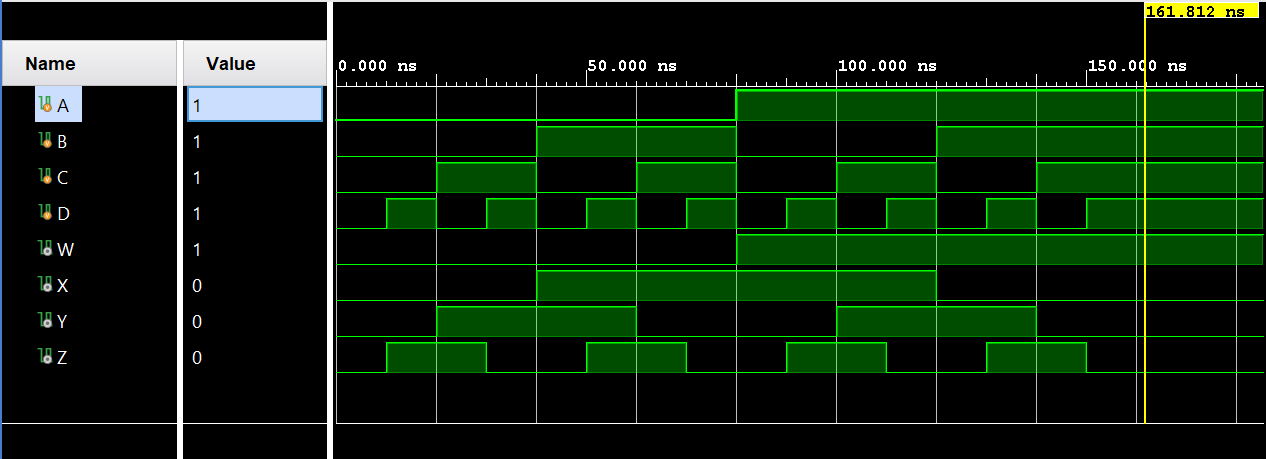 161.812 ns
Name Value
0.000 ns 50.000 ns 100.000 ns 150.000 ns
A 1
B 1
C 1
D 1
W 1
X 0
Y 0
Z 0